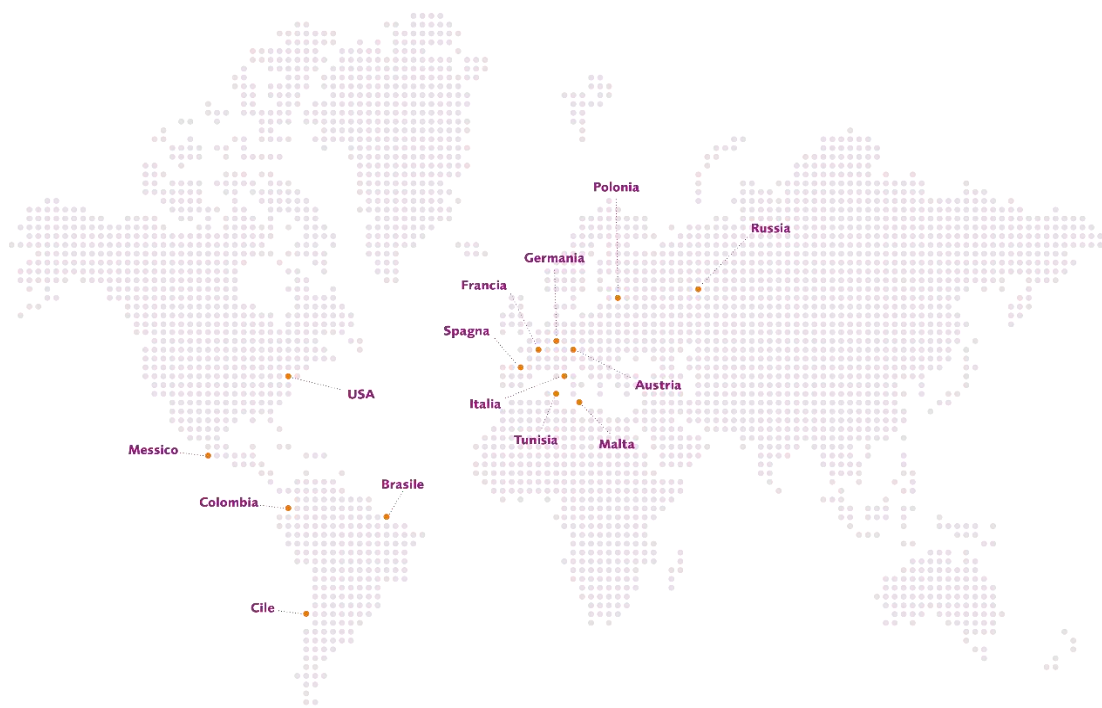 Polonia
Russia
Germania
Francia
Spagna
Austria
USA
Italia
Tunisia
Malta
Messico
Brasile
Colombia
Cile